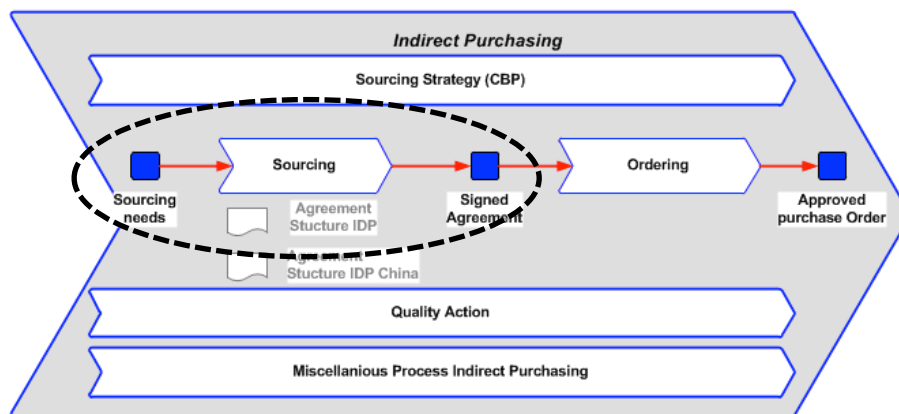 Indirect Purchasing
Sourcing Strategy (CBP)
Sourcing
Ordering
Sourcing
needs
Signed
Agreement
Approved
purchase Order
Agreement
Stucture IDP
Agreement
Stucture IDP China
Quality Action
Miscellanious Process Indirect Purchasing